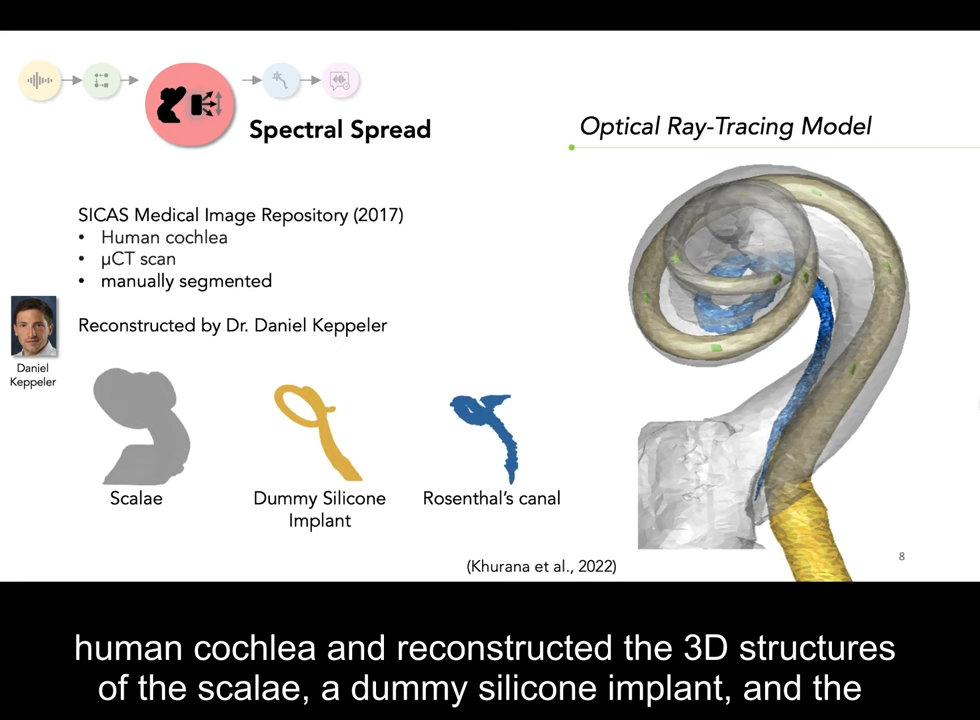 Spectral Spread
Optical Ray-Tracing Model
SICAS Medical Image Repository (2017)
• Human cochlea
• µCT scan
• manually segmented
Reconstructed by Dr. Daniel Keppeler
Daniel
Keppeler
Scalae
Dummy Silicone
Implant
Rosenthal's canal
(Khurana et al., 2022)
8
human cochlea and reconstructed the 3D structures
of the scalae, a dummy silicone implant, and the